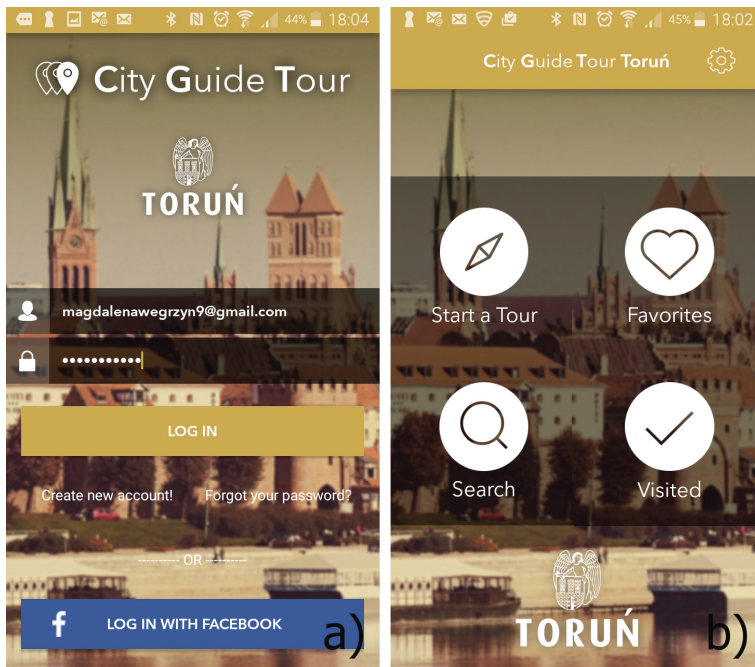 44% 18:04
City Guide Tour
TORUŃ
magdalenawegrzyn9@gmail.com
•••••••••••
LOG IN
Create new account! Forgot your password?
---------- OR ----------
f LOG IN WITH FACEBOOK
a)
45% 18:02
City Guide Tour Toruń
Start a Tour Favorites
Search Visited
TORUŃ
b)